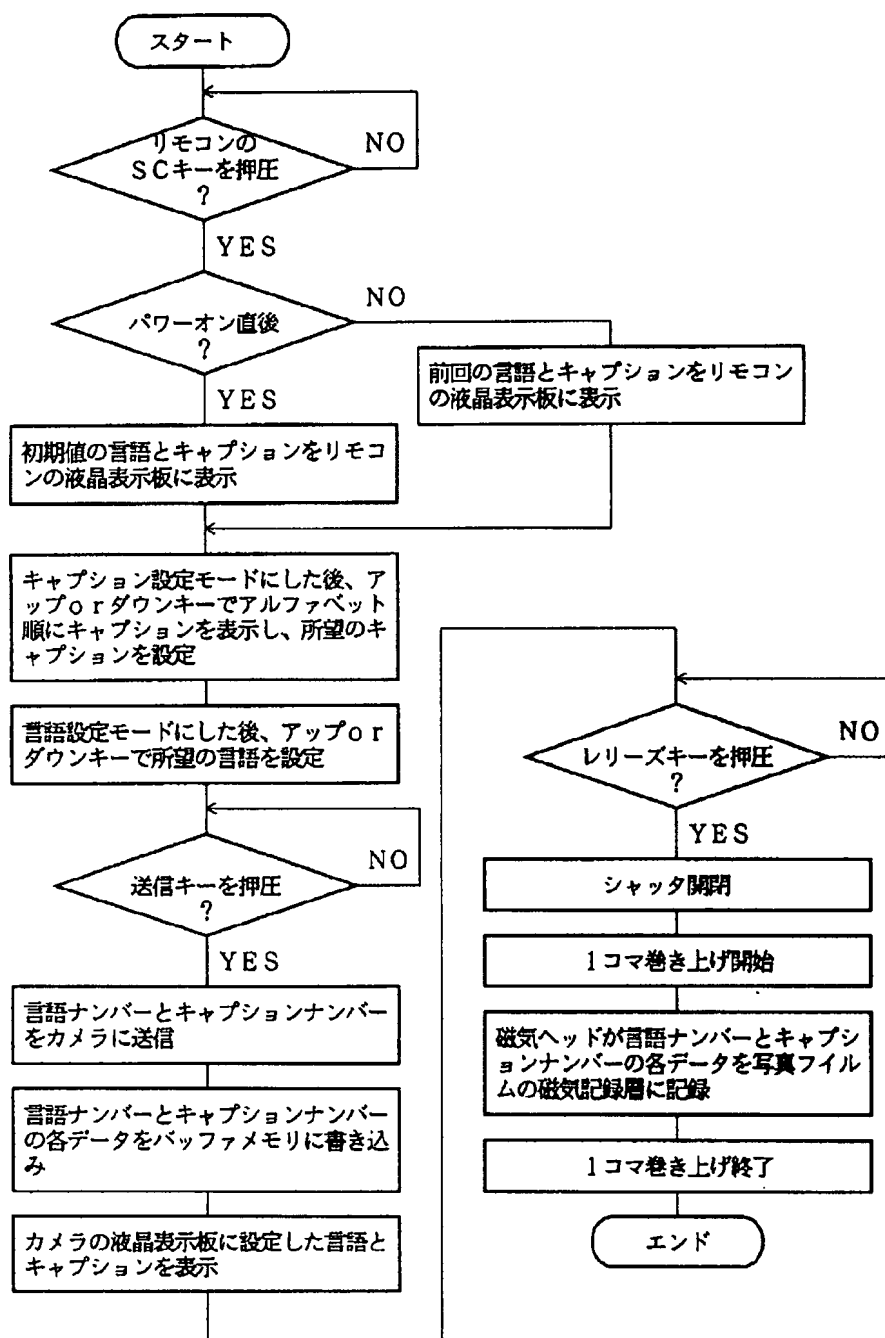 スタート
リモコンの
SCキーを押圧
?
NO
YES
パワーオン直後
?
NO
YES
前回の言語とキャプションをリモコン
の液晶表示板に表示
初期値の言語とキャプションをリモコ
ンの液晶表示板に表示
キャプション設定モードにした後、ア
ップorダウンキーでアルファベット
順にキャプションを表示し、所望のキ
ャプションを設定
言語設定モードにした後、アップor
ダウンキーで所望の言語を設定
送信キーを押圧
?
NO
YES
言語ナンバーとキャプションナンバー
をカメラに送信
言語ナンバーとキャプションナンバー
の各データをバッファメモリに書き込
み
カメラの液晶表示板に設定した言語と
キャプションを表示
レリーズキーを押圧
?
NO
YES
シャッタ開閉
1コマ巻き上げ開始
磁気ヘッドが言語ナンバーとキャプシ
ョンナンバーの各データを写真フイル
ムの磁気記録層に記録
1コマ巻き上げ終了
エンド